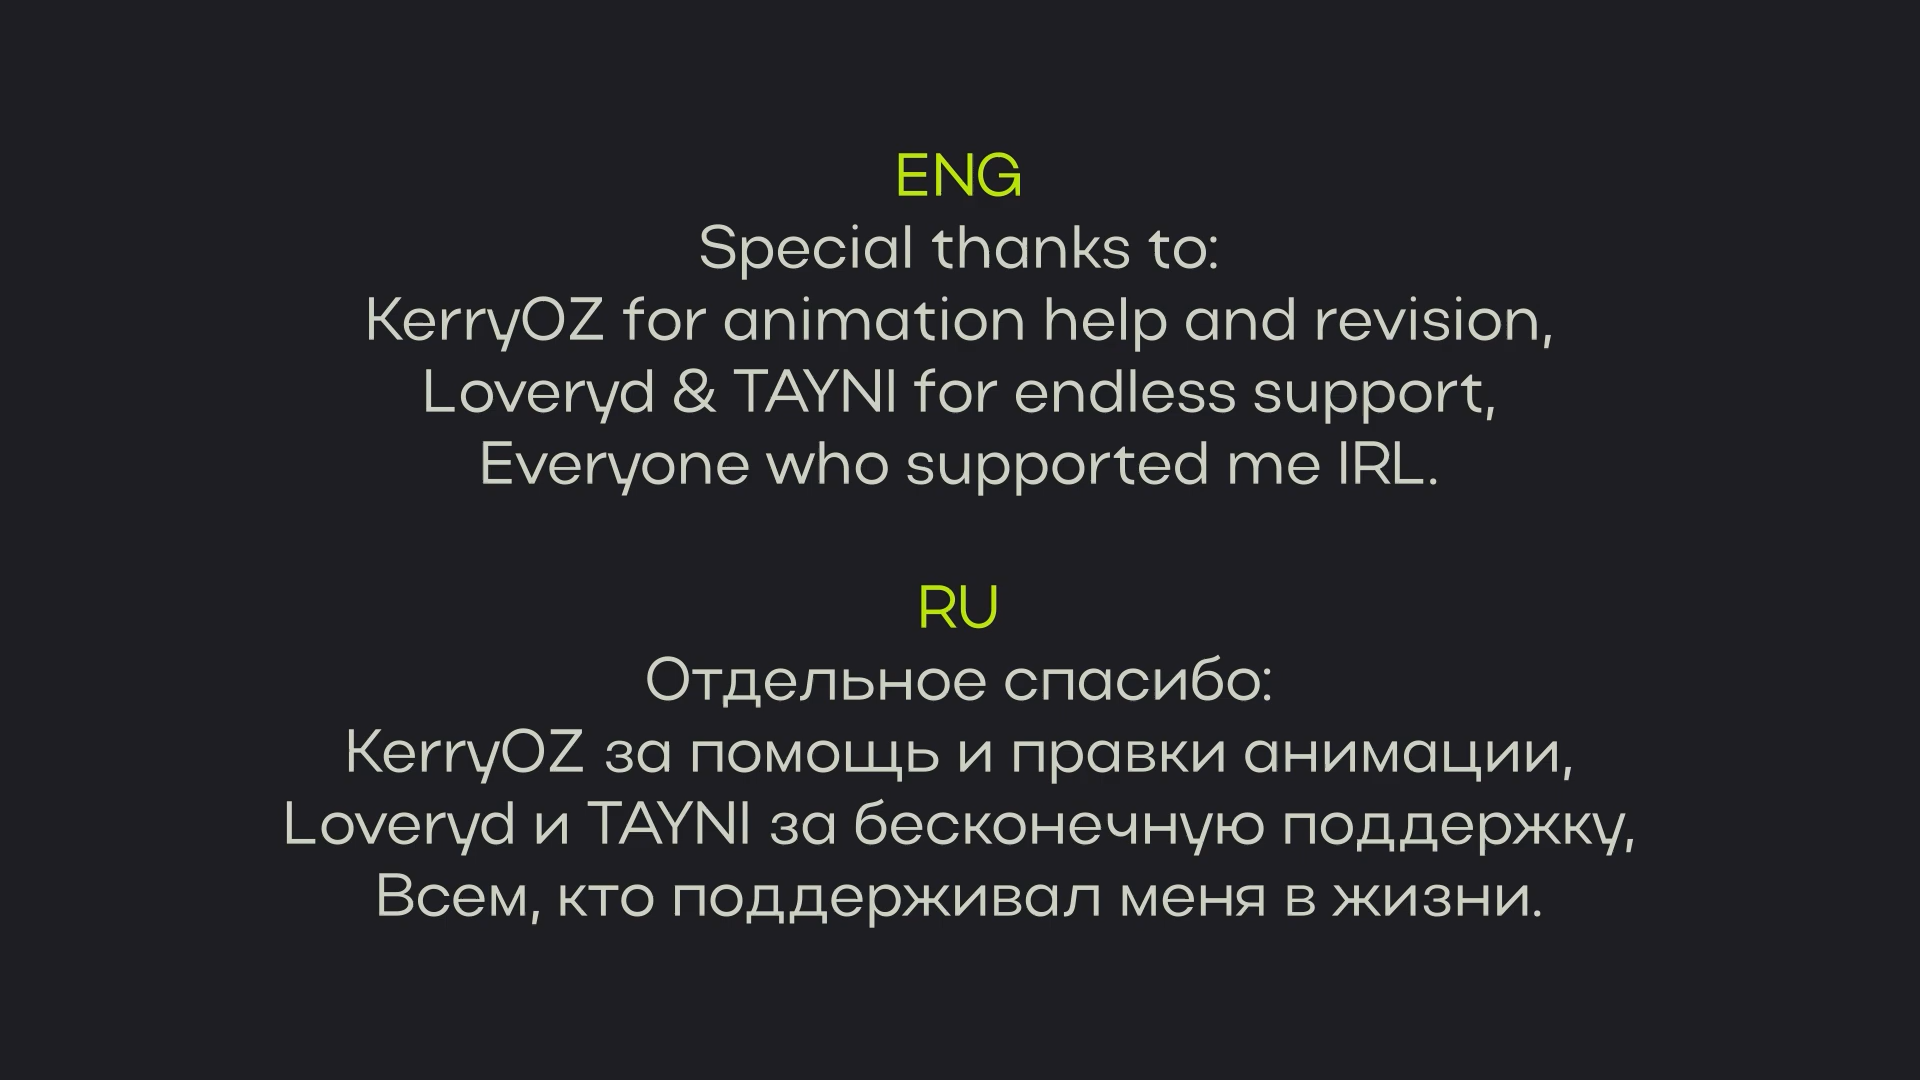 ENG
Special thanks to:
KerryOZ for animation help and revision,
Loveryd & TAYNI for endless support,
Everyone who supported me IRL.
RU
Отдельное спасибо:
KerryOZ за помощь и правки анимации,
Loveryd и TAYNI за бесконечную поддержку,
Всем, кто поддерживал меня в жизни.